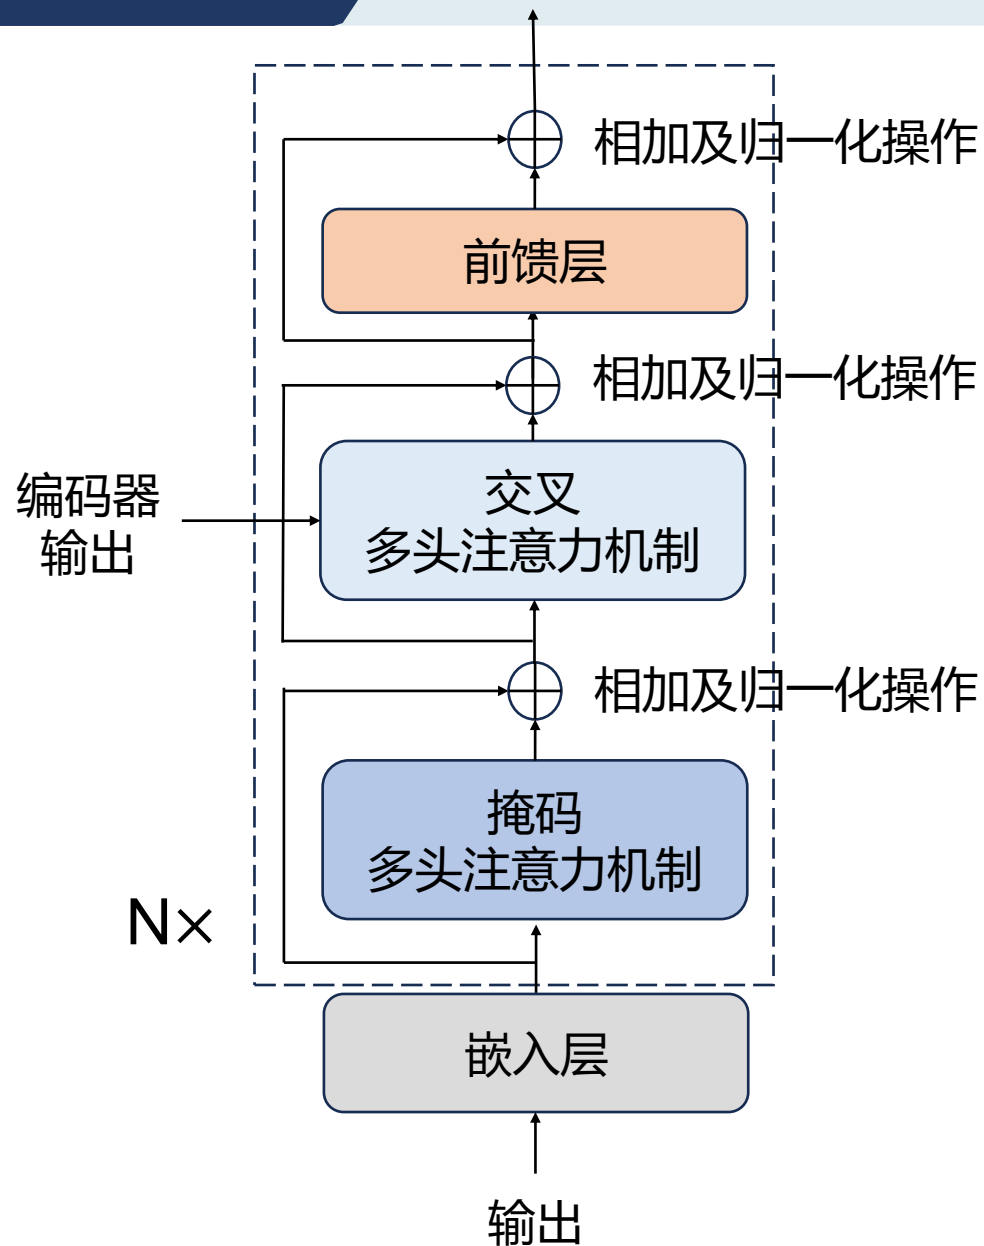 相加及归一化操作
前馈层
相加及归一化操作
编码器
输出
交叉
多头注意力机制
相加及归一化操作
掩码
多头注意力机制
N×
嵌入层
输出